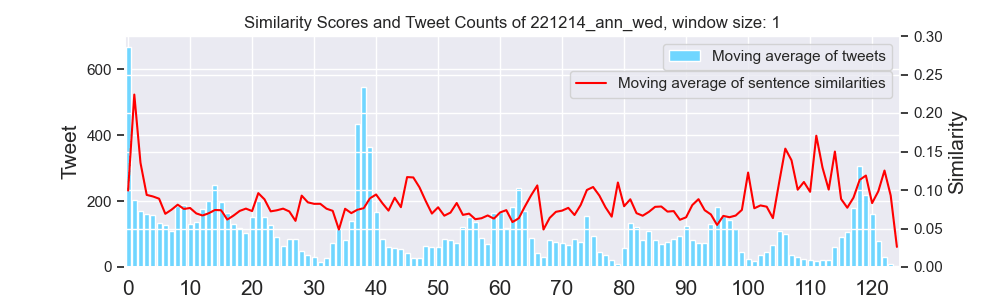 Similarity Scores and Tweet Counts of 221214_ann_wed, window size: 1
Moving average of tweets
Moving average of sentence similarities
Tweet
600
400
200
0
0.30
0.25
0.20
0.15
0.10
0.05
0.00
Similarity
0 10 20 30 40 50 60 70 80 90 100 110 120